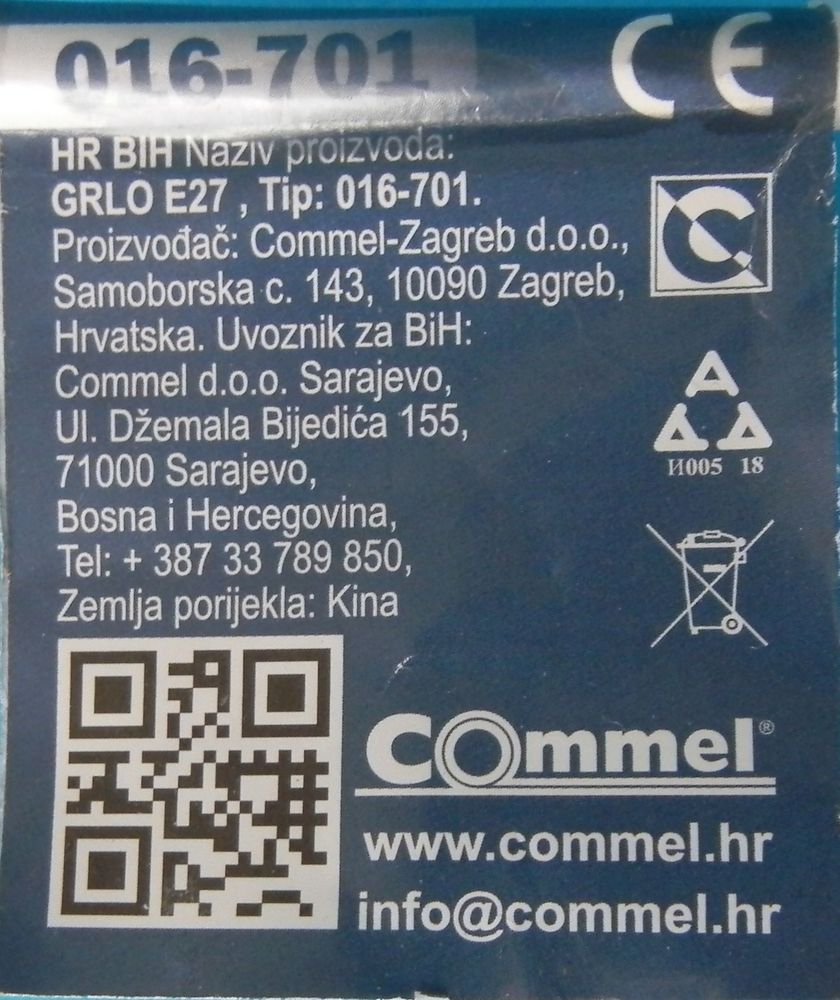 016-701
CE
HR BIH Naziv proizvoda:
GRLO E27 , Tip: 016-701.
Proizvođač: Commel-Zagreb d.o.o.,
Samoborska c. 143, 10090 Zagreb,
Hrvatska. Uvoznik za BiH:
Commel d.o.o. Sarajevo,
Ul. Džemala Bijedića 155,
71000 Sarajevo,
Bosna i Hercegovina,
Tel: + 387 33 789 850,
Zemlja porijekla: Kina
C
A
A A
И005 18
Commel®
www.commel.hr
info@commel.hr